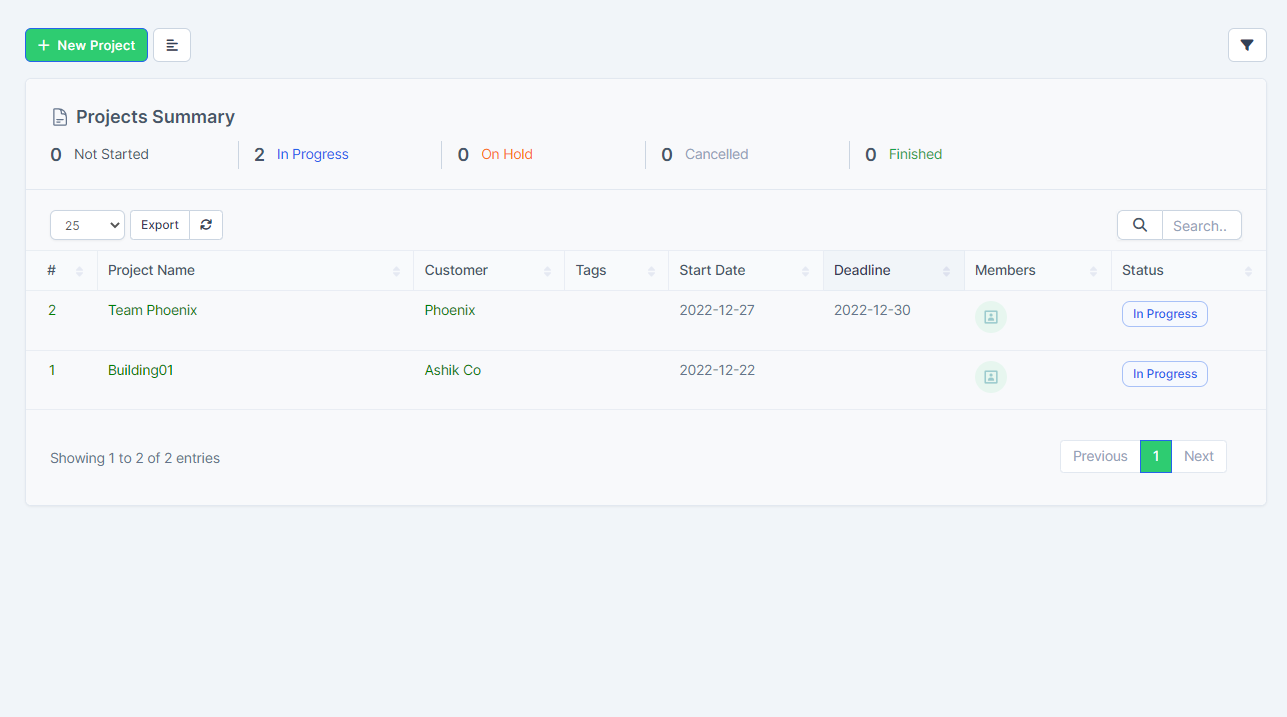 + New Project
Projects Summary
0 Not Started 2 In Progress 0 On Hold 0 Cancelled 0 Finished
25 Export Search..
# Project Name Customer Tags Start Date Deadline Members Status
2 Team Phoenix Phoenix 2022-12-27 2022-12-30 In Progress
1 Building01 Ashik Co 2022-12-22 In Progress
Showing 1 to 2 of 2 entries Previous 1 Next